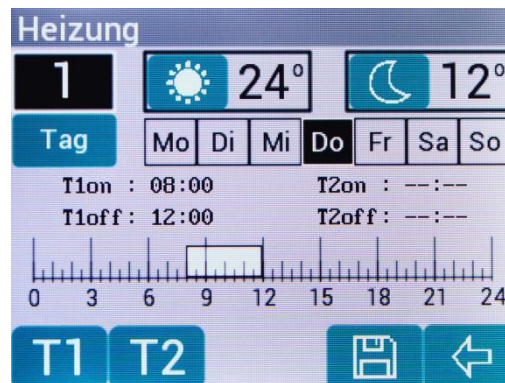 Heizung
1 24° 12°
Tag Mo Di Mi Do Fr Sa So
T1on : 08:00 T2on : --:--
T1off: 12:00 T2off: --:--
0 3 6 9 12 15 18 21 24
T1 T2